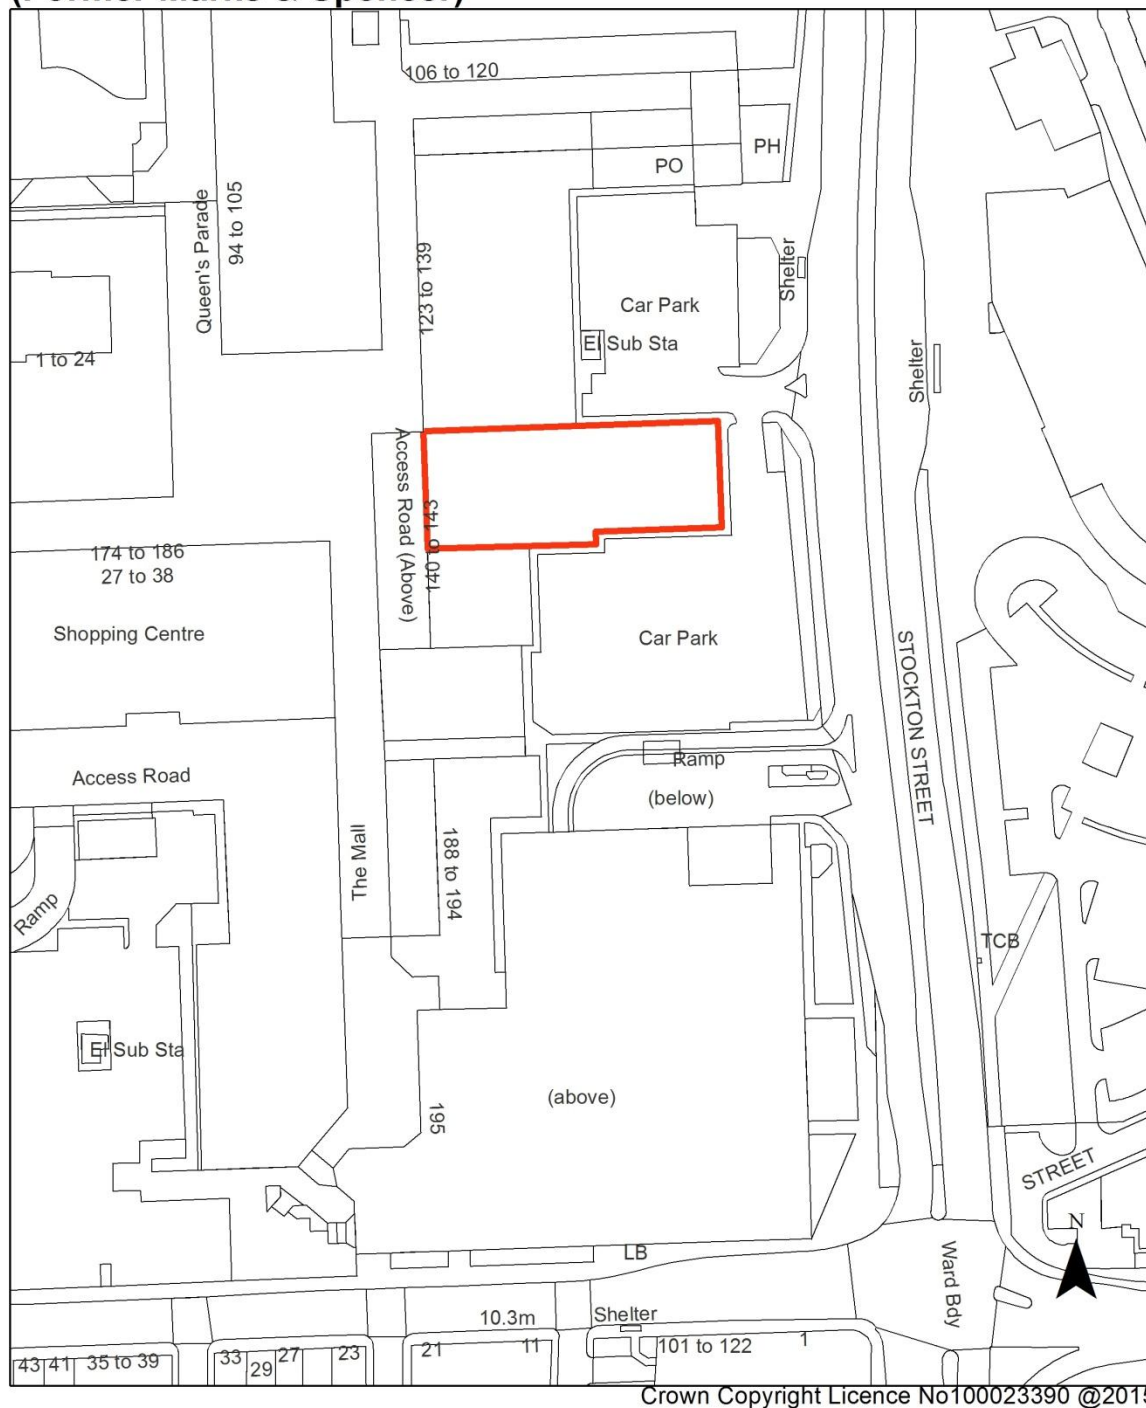 106 to 120
PH
PO
Queen's Parade
94 to 105
123 to 139
Shelter
Car Park
El Sub Sta
1 to 24
Shelter
Access Road (Above)
140 to 143
174 to 186
27 to 38
Shopping Centre
Car Park
STOCKTON STREET
Access Road
Ramp
(below)
The Mall
188 to 194
Ramp
TCB
El Sub Sta
(above)
195
STREET
N
LB
Ward Bdy
10.3m
Shelter
43
41
35 to 39
33
29
27
23
21
11
101 to 122
1
Crown Copyright Licence No100023390 @2015